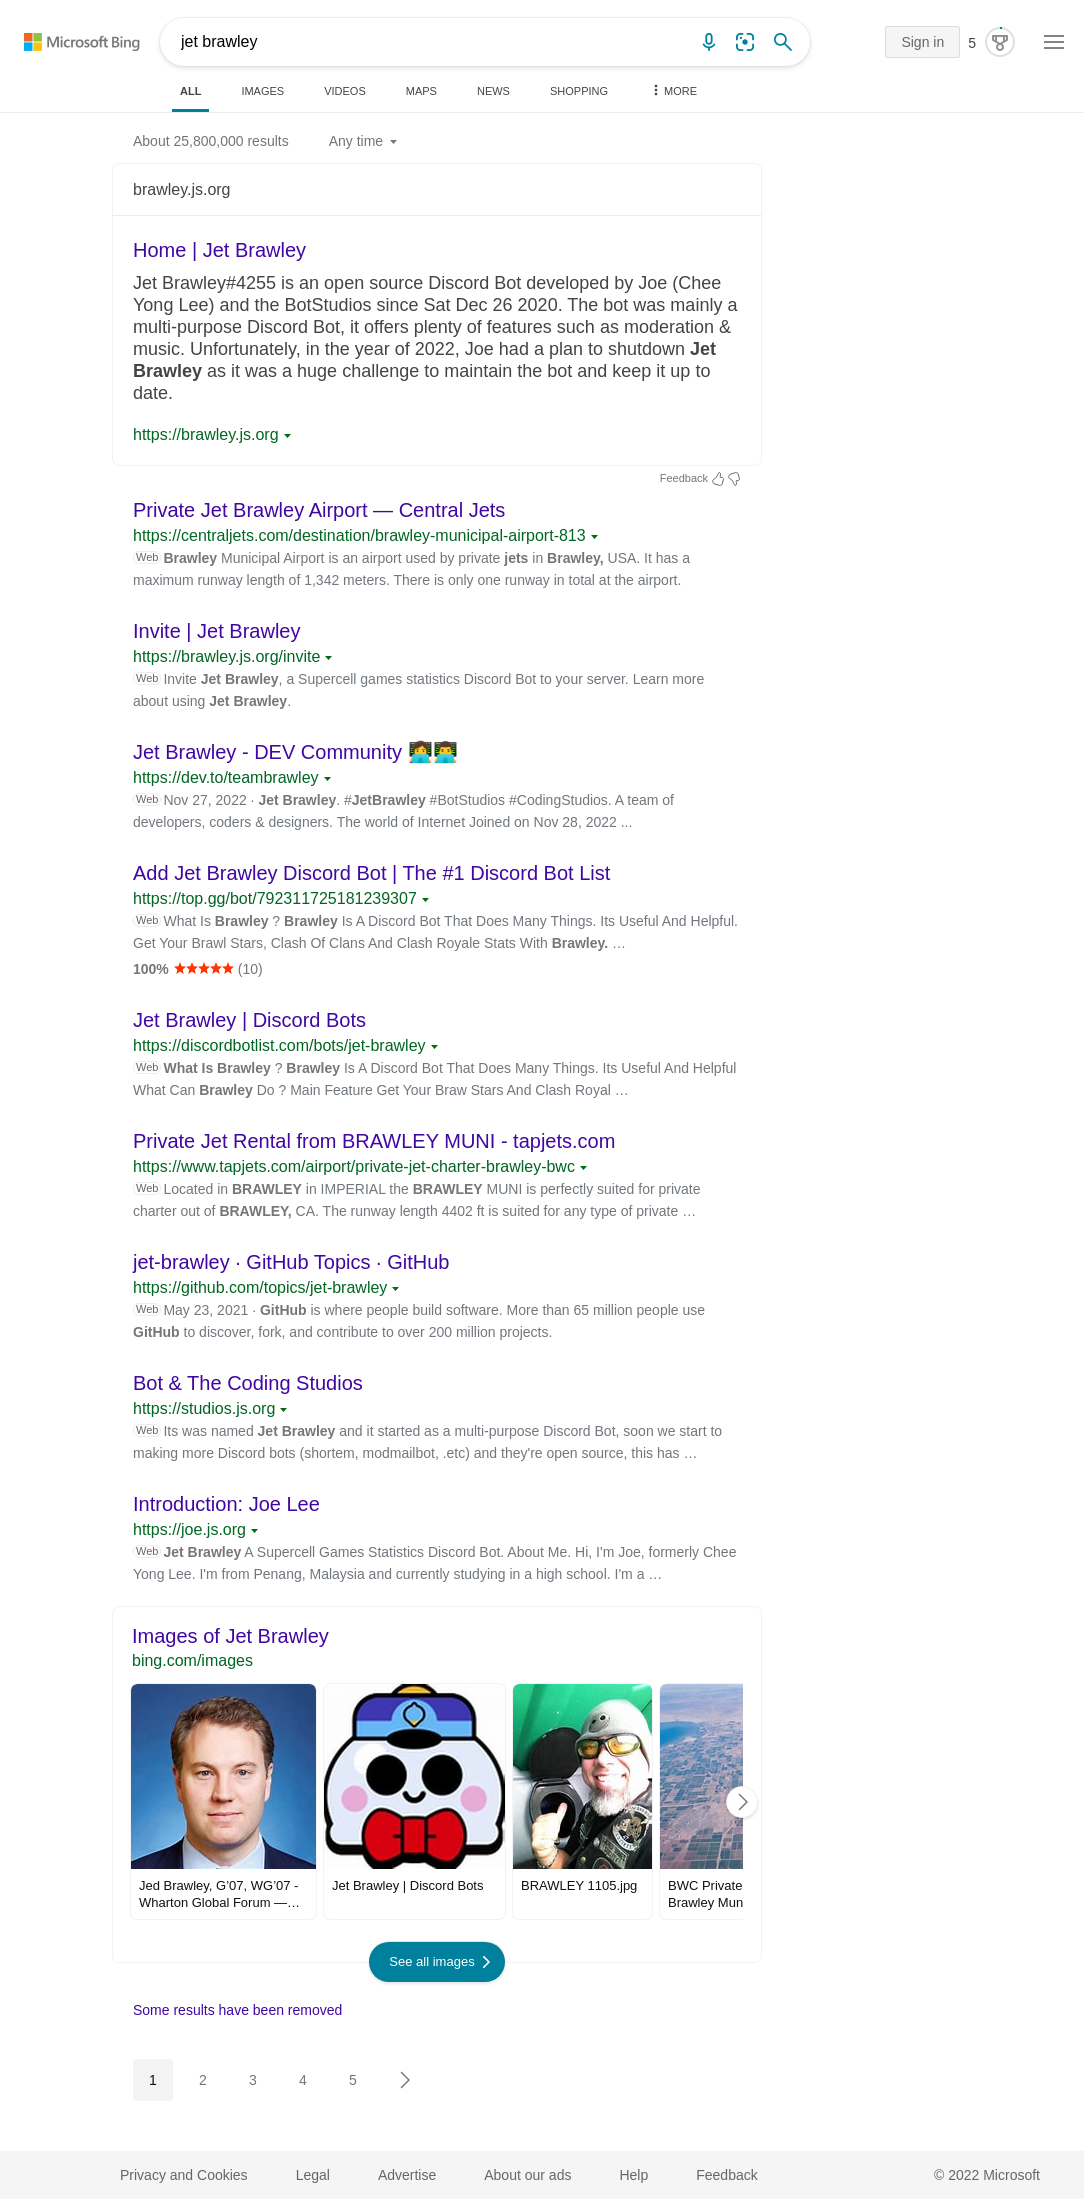 Microsoft Bing
jet brawley
Sign in
5
ALL
IMAGES
VIDEOS
MAPS
NEWS
SHOPPING
MORE
About 25,800,000 results
Any time
brawley.js.org
Home | Jet Brawley
Jet Brawley#4255 is an open source Discord Bot developed by Joe (Chee
Yong Lee) and the BotStudios since Sat Dec 26 2020. The bot was mainly a
multi-purpose Discord Bot, it offers plenty of features such as moderation &
music. Unfortunately, in the year of 2022, Joe had a plan to shutdown Jet
Brawley as it was a huge challenge to maintain the bot and keep it up to
date.
https://brawley.js.org
Feedback
Private Jet Brawley Airport — Central Jets
https://centraljets.com/destination/brawley-municipal-airport-813
Web Brawley Municipal Airport is an airport used by private jets in Brawley, USA. It has a
maximum runway length of 1,342 meters. There is only one runway in total at the airport.
Invite | Jet Brawley
https://brawley.js.org/invite
Web Invite Jet Brawley, a Supercell games statistics Discord Bot to your server. Learn more
about using Jet Brawley.
Jet Brawley - DEV Community 👩‍💻👨‍💻
https://dev.to/teambrawley
Web Nov 27, 2022 · Jet Brawley. #JetBrawley #BotStudios #CodingStudios. A team of
developers, coders & designers. The world of Internet Joined on Nov 28, 2022 ...
Add Jet Brawley Discord Bot | The #1 Discord Bot List
https://top.gg/bot/792311725181239307
Web What Is Brawley ? Brawley Is A Discord Bot That Does Many Things. Its Useful And Helpful.
Get Your Brawl Stars, Clash Of Clans And Clash Royale Stats With Brawley. …
100% ★★★★★ (10)
Jet Brawley | Discord Bots
https://discordbotlist.com/bots/jet-brawley
Web What Is Brawley ? Brawley Is A Discord Bot That Does Many Things. Its Useful And Helpful
What Can Brawley Do ? Main Feature Get Your Braw Stars And Clash Royal …
Private Jet Rental from BRAWLEY MUNI - tapjets.com
https://www.tapjets.com/airport/private-jet-charter-brawley-bwc
Web Located in BRAWLEY in IMPERIAL the BRAWLEY MUNI is perfectly suited for private
charter out of BRAWLEY, CA. The runway length 4402 ft is suited for any type of private …
jet-brawley · GitHub Topics · GitHub
https://github.com/topics/jet-brawley
Web May 23, 2021 · GitHub is where people build software. More than 65 million people use
GitHub to discover, fork, and contribute to over 200 million projects.
Bot & The Coding Studios
https://studios.js.org
Web Its was named Jet Brawley and it started as a multi-purpose Discord Bot, soon we start to
making more Discord bots (shortem, modmailbot, .etc) and they're open source, this has …
Introduction: Joe Lee
https://joe.js.org
Web Jet Brawley A Supercell Games Statistics Discord Bot. About Me. Hi, I'm Joe, formerly Chee
Yong Lee. I'm from Penang, Malaysia and currently studying in a high school. I'm a …
Images of Jet Brawley
bing.com/images
Jed Brawley, G'07, WG'07 -
Wharton Global Forum —…
Jet Brawley | Discord Bots
BRAWLEY 1105.jpg
BWC Private
Brawley Mun
See all images
Some results have been removed
1
2
3
4
5
Privacy and Cookies
Legal
Advertise
About our ads
Help
Feedback
© 2022 Microsoft